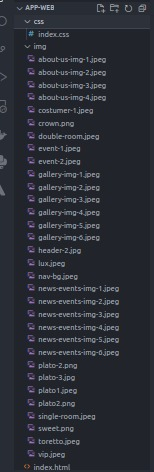 APP-WEB
css
index.css
img
about-us-img-1.jpeg
about-us-img-2.jpeg
about-us-img-3.jpeg
about-us-img-4.jpeg
costumer-1.jpeg
crown.png
double-room.jpeg
event-1.jpeg
event-2.jpeg
gallery-img-1.jpeg
gallery-img-2.jpeg
gallery-img-3.jpeg
gallery-img-4.jpeg
gallery-img-5.jpeg
gallery-img-6.jpeg
header-2.jpg
lux.jpeg
nav-bg.jpeg
news-events-img-1.jpeg
news-events-img-2.jpeg
news-events-img-3.jpeg
news-events-img-4.jpeg
news-events-img-5.jpeg
news-events-img-6.jpeg
plato-2.png
plato-3.jpg
plato1.jpeg
plato2.png
single-room.jpeg
sweet.png
toretto.jpeg
vip.jpeg
index.html